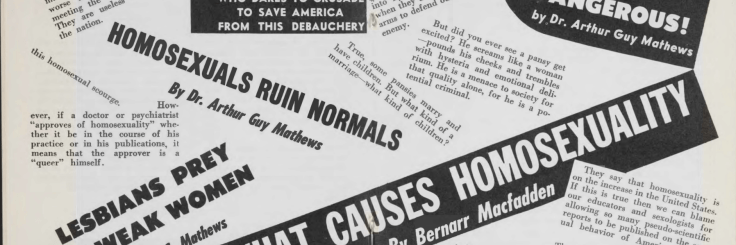 worse
meeting the
They are useless
the nation.
WHO DARES TO CRUSADE
TO SAVE AMERICA
FROM THIS DEBAUCHERY
into
when they
arms to defend
enemy.
DANGEROUS!
by Dr. Arthur Guy Mathews
But did you ever see a pansy get
excited? He screams like a woman
—pounds his cheeks and trembles
with hysteria and emotional deli-
rium. He is a menace to society for
that quality alone, for he is a po-
tential criminal.
HOMOSEXUALS RUIN NORMALS
By Dr. Arthur Guy Mathews
True, some pansies marry and
have children. But what kind of a
marriage—what kind of children?
this homosexual scourge.
How-
ever, if a doctor or psychiatrist
"approves of homosexuality" whe-
ther it be in the course of his
practice or in his publications, it
means that the approver is a
"queer" himself.
LESBIANS PREY
WEAK WOMEN
Mathews
WHAT CAUSES HOMOSEXUALITY
By Bernarr Macfadden
They say that homosexuality is
on the increase in the United States.
If this is true then we can blame
our educators and sexologists for
allowing so many pseudo-scientific
reports to be published on the
ual behavior of